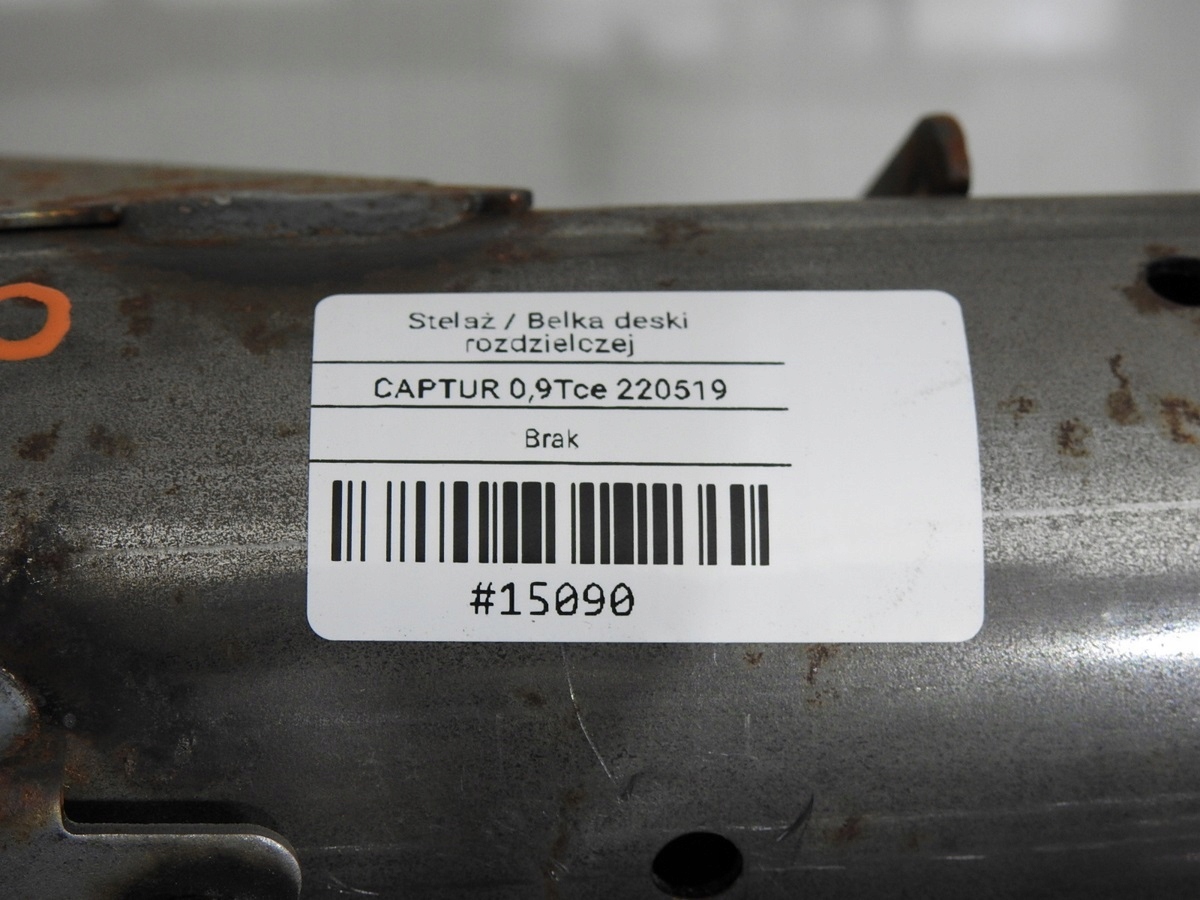 Stelaż / Belka deski
rozdzielczej
CAPTUR 0,9Tce 220519
Brak
#15090